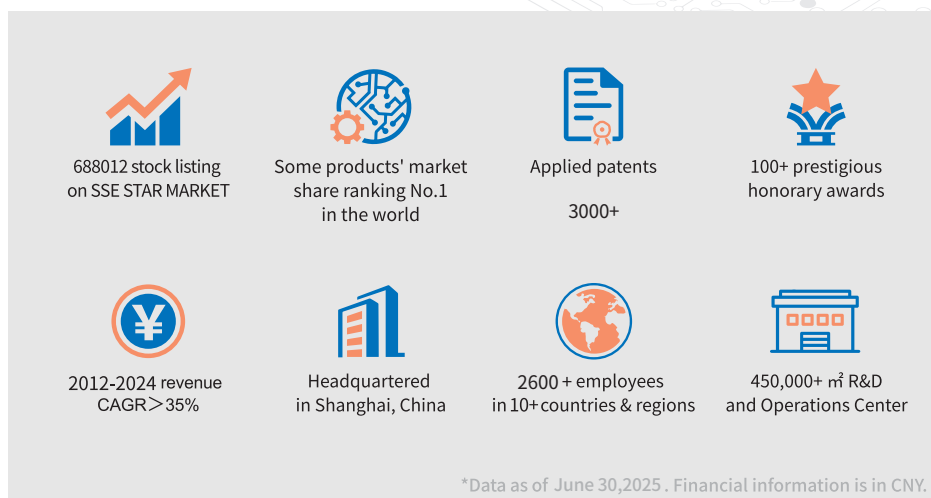 688012 stock listing
on SSE STAR MARKET
Some products' market
share ranking No.1
in the world
Applied patents
3000+
100+ prestigious
honorary awards
¥
2012-2024 revenue
CAGR＞35%
Headquartered
in Shanghai, China
2600 + employees
in 10+ countries & regions
450,000+ ㎡ R&D
and Operations Center
*Data as of June 30,2025 . Financial information is in CNY.